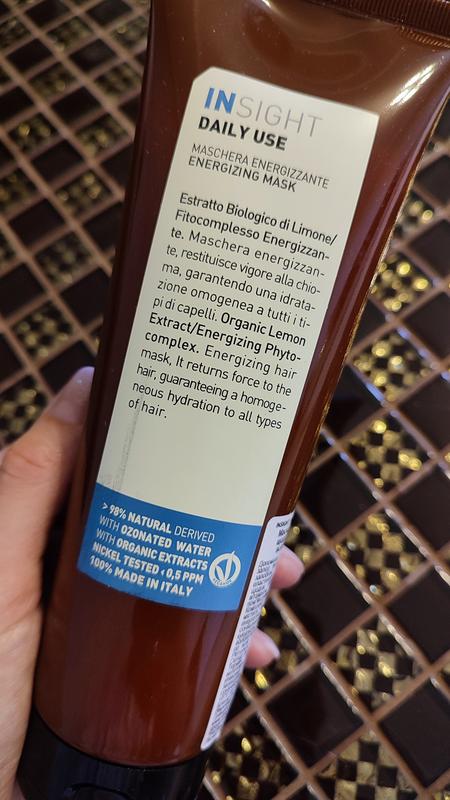 INSIGHT
DAILY USE
MASCHERA ENERGIZZANTE
ENERGIZING MASK
Estratto Biologico di Limone/
Fitocomplesso Energizzan-
te. Maschera energizzan-
te, restituisce vigore alla chio-
ma, garantendo una idrata-
zione omogenea a tutti i ti-
pi di capelli. Organic Lemon
Extract/Energizing Phyto-
complex. Energizing hair
mask, It returns force to the
hair, guaranteeing a homoge-
neous hydration to all types
of hair.
> 98% NATURAL DERIVED
WITH OZONATED WATER
WITH ORGANIC EXTRACTS
NICKEL TESTED < 0,5 PPM
100% MADE IN ITALY